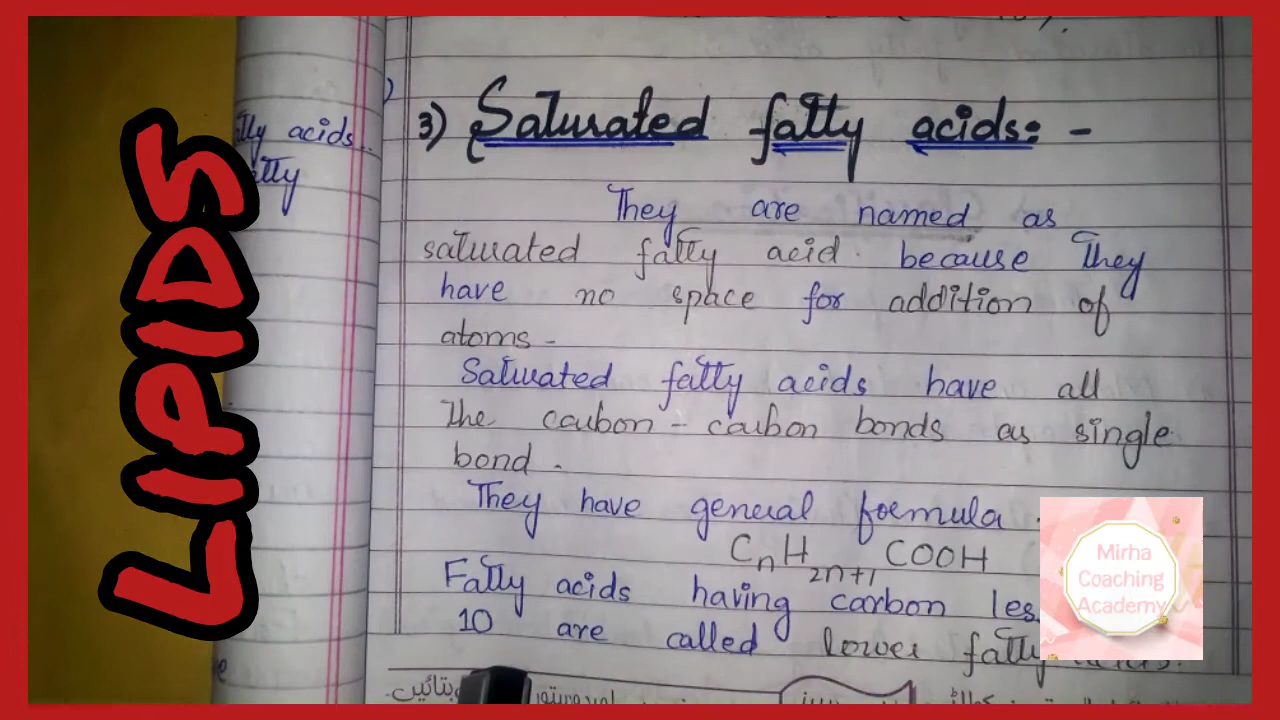 LIPIDS
acids
3) Saturated fatty acids: -
They are named as
saturated fatty acid. because they
have no space for addition of
atoms -
Saturated fatty acids have all
the carbon - carbon bonds as single
bond.
They have general formula
CnH2n+1 COOH
Fatty acids having carbon les
10 are called lower fatty acids.
Mirha
Coaching
Academy
بتائیں